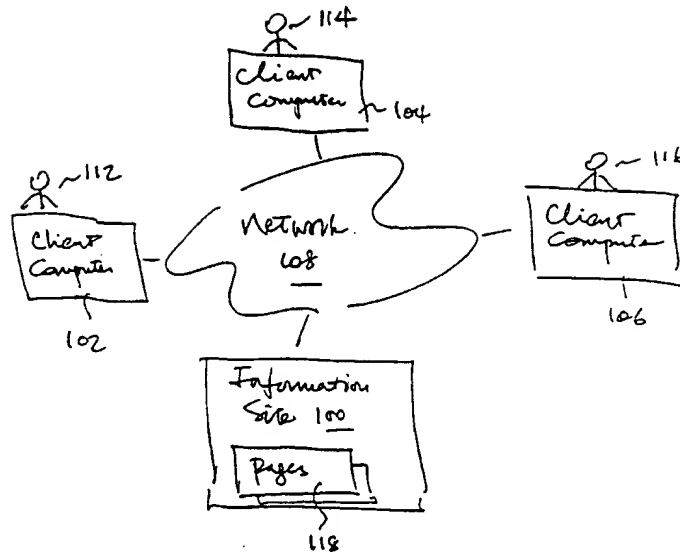 114
Client
Computer
104
112
Client
Computer
102
Network
108
116
Client
Computer
106
Information
Site 100
Pages
118